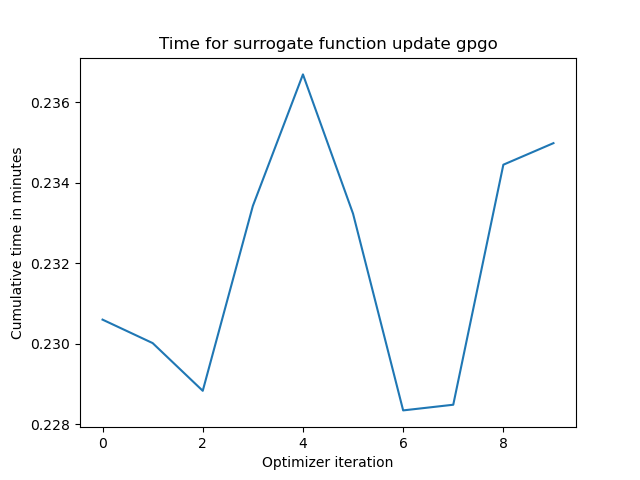 Time for surrogate function update gpgo
Cumulative time in minutes
0.236
0.234
0.232
0.230
0.228
0 2 4 6 8
Optimizer iteration